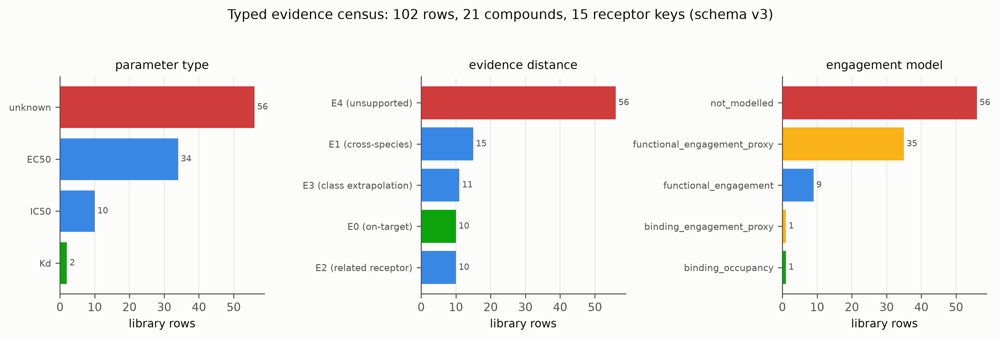 Typed evidence census: 102 rows, 21 compounds, 15 receptor keys (schema v3)
parameter type
unknown
56
EC50
34
IC50
10
Kd
2
0 10 20 30 40 50
library rows
evidence distance
E4 (unsupported)
56
E1 (cross-species)
15
E3 (class extrapolation)
11
E0 (on-target)
10
E2 (related receptor)
10
0 10 20 30 40 50
library rows
engagement model
not_modelled
56
functional_engagement_proxy
35
functional_engagement
9
binding_engagement_proxy
1
binding_occupancy
1
0 10 20 30 40 50
library rows